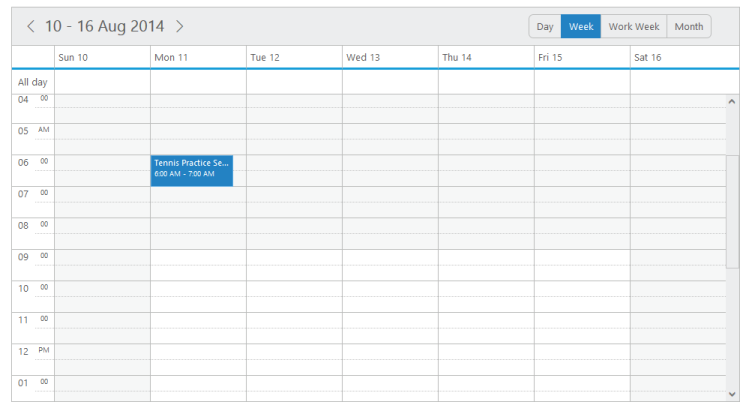 10 - 16 Aug 2014 Day Week Work Week Month
Sun 10 Mon 11 Tue 12 Wed 13 Thu 14 Fri 15 Sat 16
All day
04 00
05 AM
06 00 Tennis Practice Se...
6:00 AM - 7:00 AM
07 00
08 00
09 00
10 00
11 00
12 PM
01 00